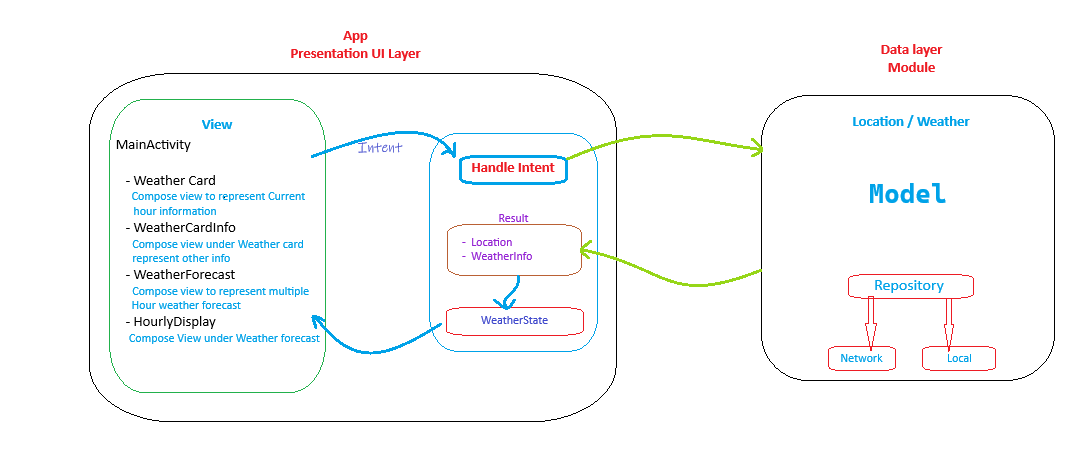 App
Presentation UI Layer
View
MainActivity
- Weather Card
Compose view to represent Current
hour information
- WeatherCardInfo
Compose view under Weather card
represent other info
- WeatherForecast
Compose view to represent multiple
Hour weather forecast
- HourlyDisplay
Compose View under Weather forecast
Intent
Handle Intent
Result
- Location
- WeatherInfo
WeatherState
Data layer
Module
Location / Weather
Model
Repository
Network
Local